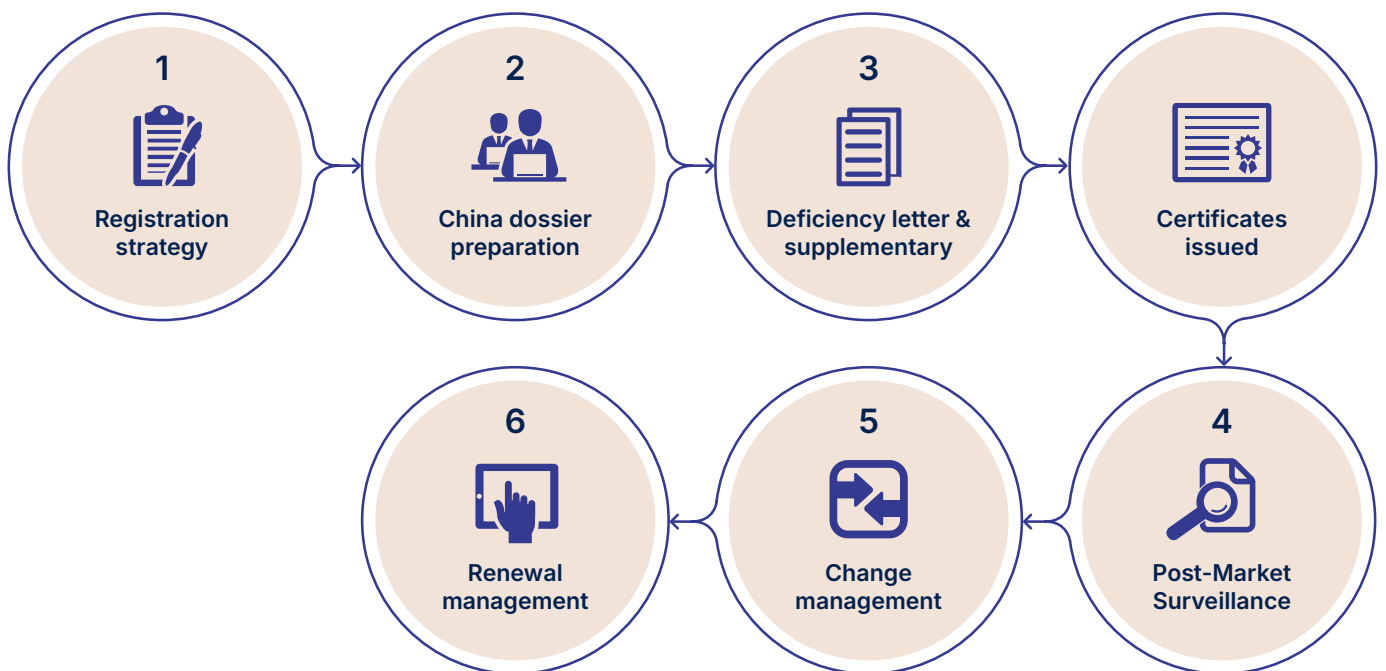 1
Registration
strategy
2
China dossier
preparation
3
Deficiency letter &
supplementary
Certificates
issued
4
Post-Market
Surveillance
5
Change
management
6
Renewal
management